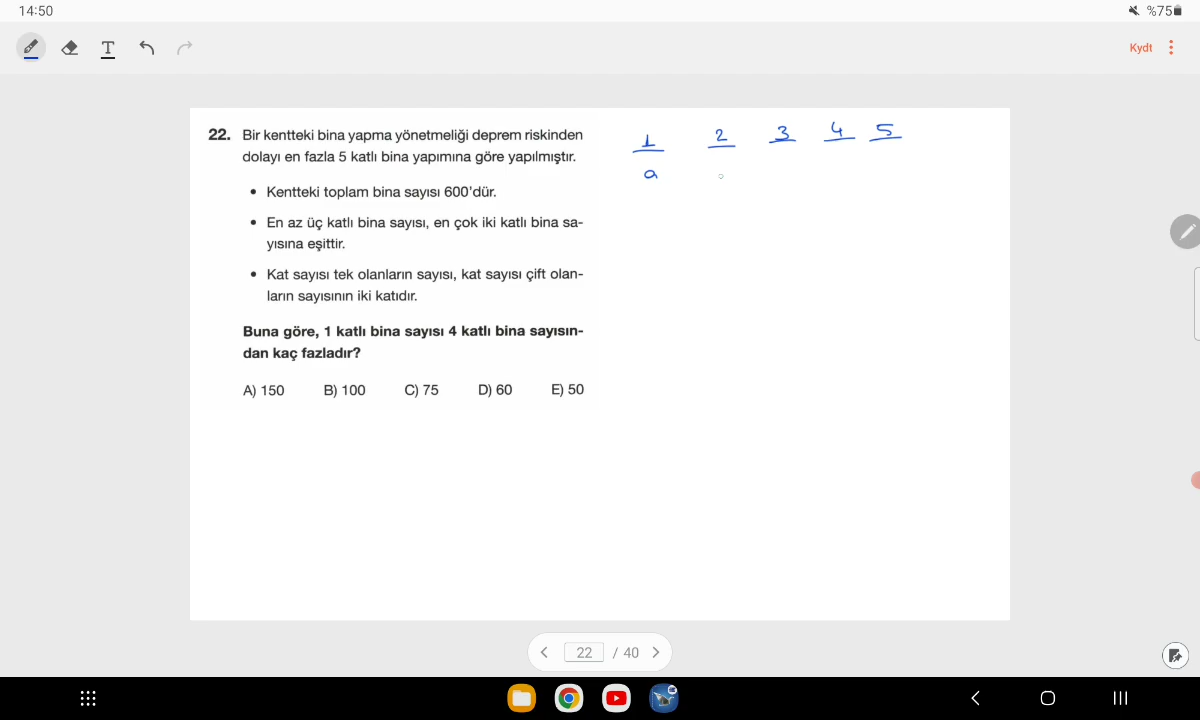 14:50
%75
T
Kydt
22. Bir kentteki bina yapma yönetmeliği deprem riskinden
dolayı en fazla 5 katlı bina yapımına göre yapılmıştır.
• Kentteki toplam bina sayısı 600'dür.
• En az üç katlı bina sayısı, en çok iki katlı bina sa-
yısına eşittir.
• Kat sayısı tek olanların sayısı, kat sayısı çift olan-
ların sayısının iki katıdır.
Buna göre, 1 katlı bina sayısı 4 katlı bina sayısın-
dan kaç fazladır?
A) 150 B) 100 C) 75 D) 60 E) 50
1 2 3 4 5
a
22 / 40